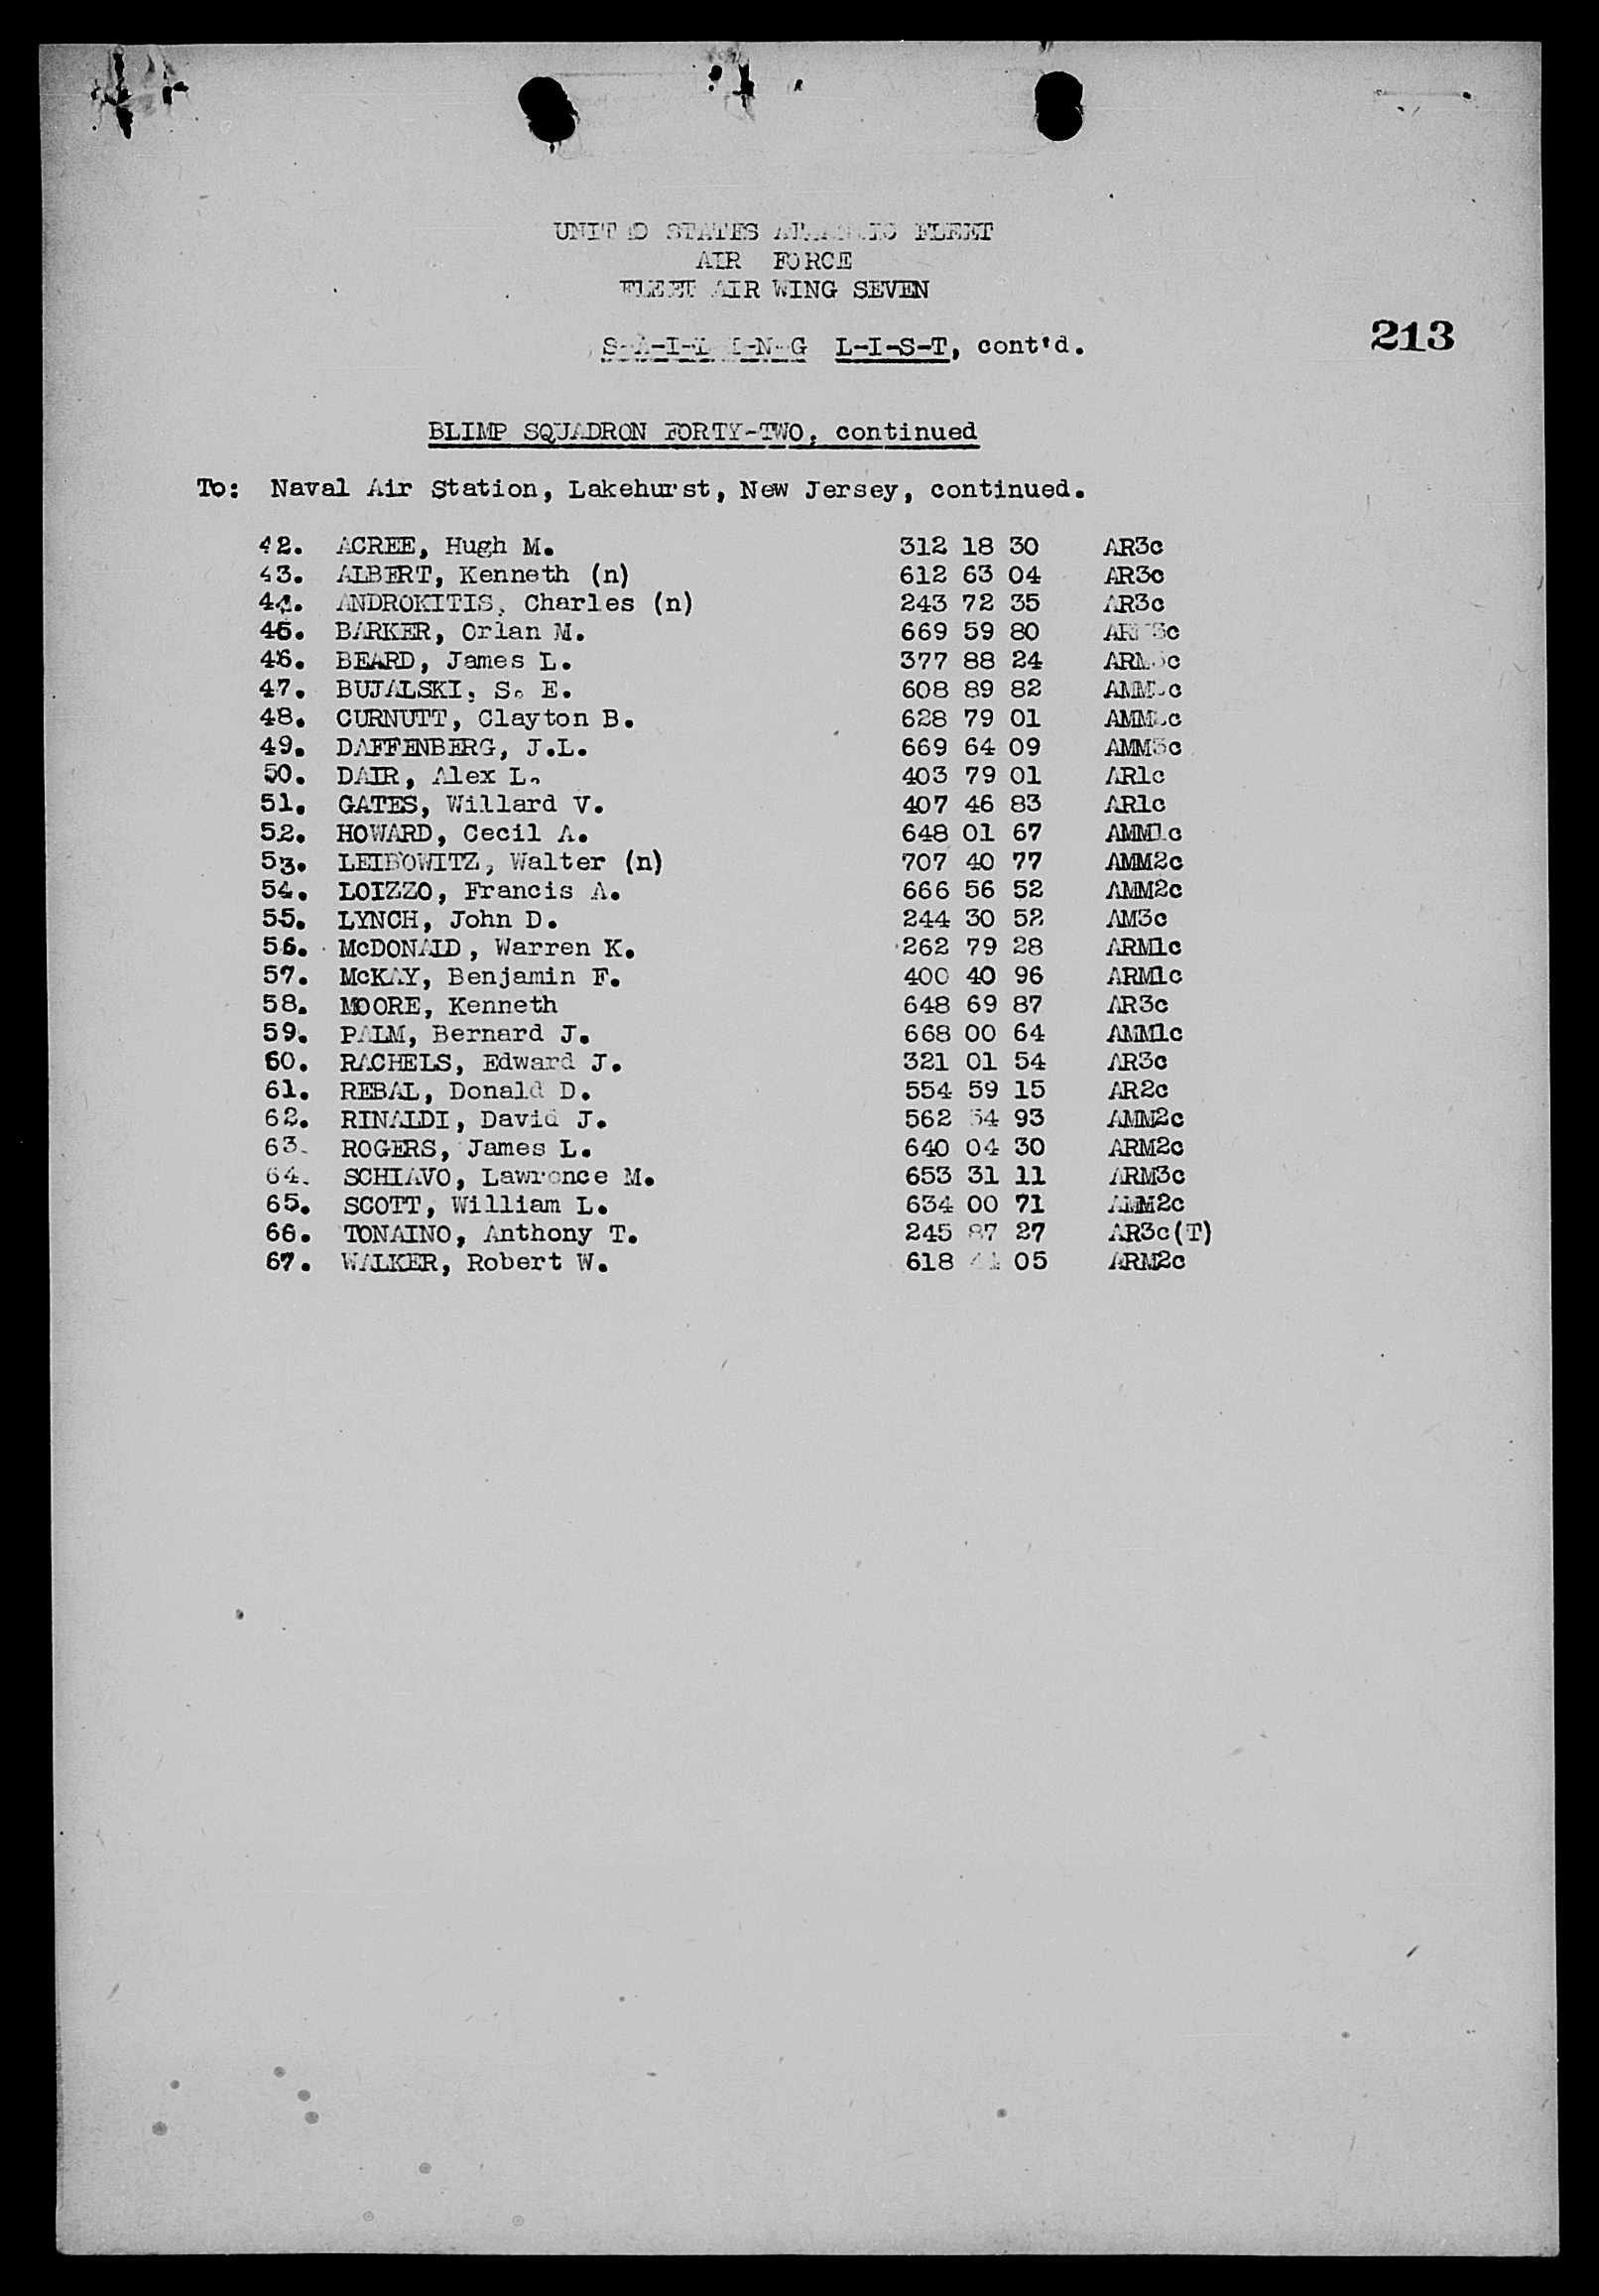 UNITED STATES ATLANTIC FLEET
AIR FORCE
FLEET AIR WING SEVEN
S-A-I-L-I-N-G L-I-S-T, cont'd.
213
BLIMP SQUADRON FORTY-TWO, continued
To: Naval Air Station, Lakehurst, New Jersey, continued.
42. ACREE, Hugh M. 312 18 30 AR3c
43. ALBERT, Kenneth (n) 612 63 04 AR3c
44. ANDROKITIS, Charles (n) 243 72 35 AR3c
45. BARKER, Orlan M. 669 59 80
46. BEARD, James L. 377 88 24
47. BUJALSKI, S. E. 608 89 82
48. CURNUTT, Clayton B. 628 79 01
49. DAFFENBERG, J.L. 669 64 09 AMM3c
50. DAIR, Alex L. 403 79 01 AR1c
51. GATES, Willard V. 407 46 83 AR1c
52. HOWARD, Cecil A. 648 01 67 AMM1c
53. LEIBOWITZ, Walter (n) 707 40 77 AMM2c
54. LOIZZO, Francis A. 666 56 52 AMM2c
55. LYNCH, John D. 244 30 52 AM3c
56. McDONALD, Warren K. 262 79 28 ARM1c
57. McKAY, Benjamin F. 400 40 96 ARM1c
58. MOORE, Kenneth 648 69 87 AR3c
59. PALM, Bernard J. 668 00 64 AMM1c
60. RACHELS, Edward J. 321 01 54 AR3c
61. REBAL, Donald D. 554 59 15 AR2c
62. RINALDI, David J. 562 93 AMM2c
63. ROGERS, James L. 640 04 30 ARM2c
64. SCHIAVO, Lawrence M. 653 31 11 ARM3c
65. SCOTT, William L. 634 00 71 AMM2c
66. TONAINO, Anthony T. 245 87 27 AR3c(T)
67. WALKER, Robert W. 618 05 ARM2c